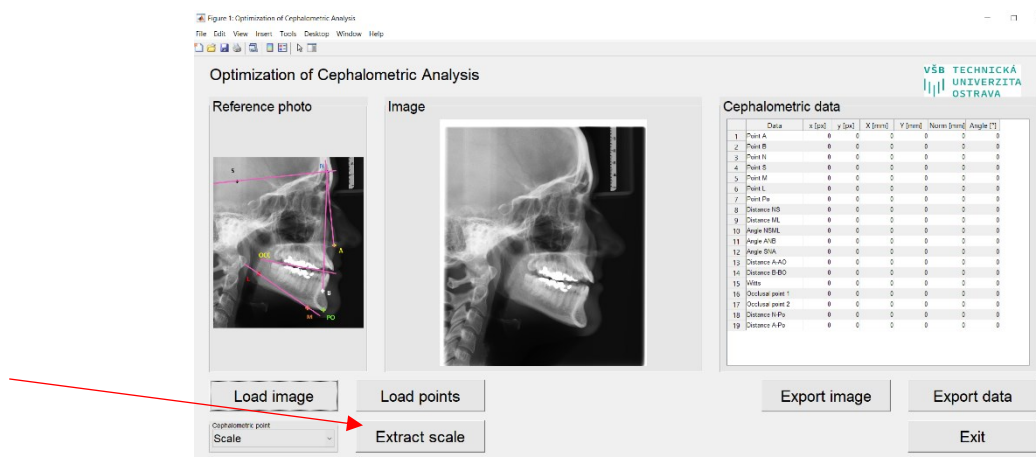 Figure 1: Optimization of Cephalometric Analysis
File Edit View Insert Tools Desktop Window Help
Optimization of Cephalometric Analysis
VŠB TECHNICKÁ
UNIVERZITA
OSTRAVA
Reference photo
Image
Cephalometric data
Data x [px] y [px] X [mm] Y [mm] Norm [mm] Angle [°]
1 Point A 0 0 0 0 0 0
2 Point B 0 0 0 0 0 0
3 Point N 0 0 0 0 0 0
4 Point S 0 0 0 0 0 0
5 Point M 0 0 0 0 0 0
6 Point L 0 0 0 0 0 0
7 Point Po 0 0 0 0 0 0
8 Distance NS 0 0 0 0 0 0
9 Distance ML 0 0 0 0 0 0
10 Angle NSML 0 0 0 0 0 0
11 Angle ANB 0 0 0 0 0 0
12 Angle SNA 0 0 0 0 0 0
13 Distance A-AO 0 0 0 0 0 0
14 Distance B-BO 0 0 0 0 0 0
15 Witts 0 0 0 0 0 0
16 Occlusal point 1 0 0 0 0 0 0
17 Occlusal point 2 0 0 0 0 0 0
18 Distance N-Po 0 0 0 0 0 0
19 Distance A-Po 0 0 0 0 0 0
N
S
A
OCC
L
B
M PO
Load image
Load points
Export image
Export data
Cephalometric point
Scale
Extract scale
Exit